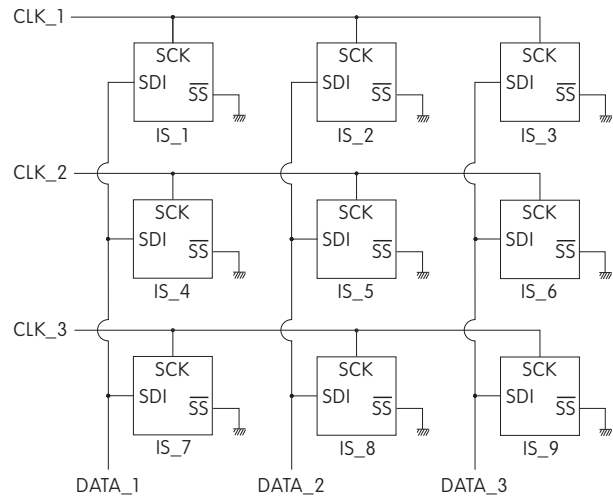 CLK_1
SCK SCK SCK
SDI SS SDI SS SDI SS
IS_1 IS_2 IS_3
CLK_2
SCK SCK SCK
SDI SS SDI SS SDI SS
IS_4 IS_5 IS_6
CLK_3
SCK SCK SCK
SDI SS SDI SS SDI SS
IS_7 IS_8 IS_9
DATA_1 DATA_2 DATA_3